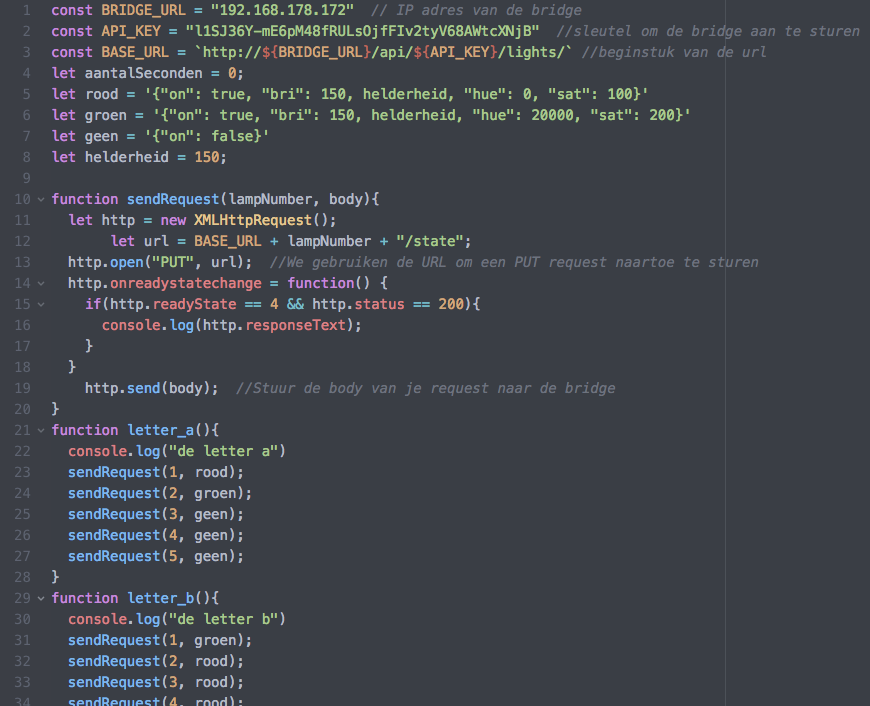 1 const BRIDGE_URL = "192.168.178.172"  // IP adres van de bridge
2 const API_KEY = "l1SJ36Y-mE6pM48fRULsOjfFIv2tyV68AWtcXNjB"  //sleutel om de bridge aan te sturen
3 const BASE_URL = `http://${BRIDGE_URL}/api/${API_KEY}/lights/` //beginstuk van de url
4 let aantalSeconden = 0;
5 let rood = '{"on": true, "bri": 150, helderheid, "hue": 0, "sat": 100}'
6 let groen = '{"on": true, "bri": 150, helderheid, "hue": 20000, "sat": 200}'
7 let geen = '{"on": false}'
8 let helderheid = 150;
9
10 function sendRequest(lampNumber, body){
11   let http = new XMLHttpRequest();
12        let url = BASE_URL + lampNumber + "/state";
13   http.open("PUT", url);  //We gebruiken de URL om een PUT request naartoe te sturen
14   http.onreadystatechange = function() {
15     if(http.readyState == 4 && http.status == 200){
16       console.log(http.responseText);
17     }
18   }
19     http.send(body);  //Stuur de body van je request naar de bridge
20 }
21 function letter_a(){
22   console.log("de letter a")
23   sendRequest(1, rood);
24   sendRequest(2, groen);
25   sendRequest(3, geen);
26   sendRequest(4, geen);
27   sendRequest(5, geen);
28 }
29 function letter_b(){
30   console.log("de letter b")
31   sendRequest(1, groen);
32   sendRequest(2, rood);
33   sendRequest(3, rood);
34   sendRequest(4, rood);